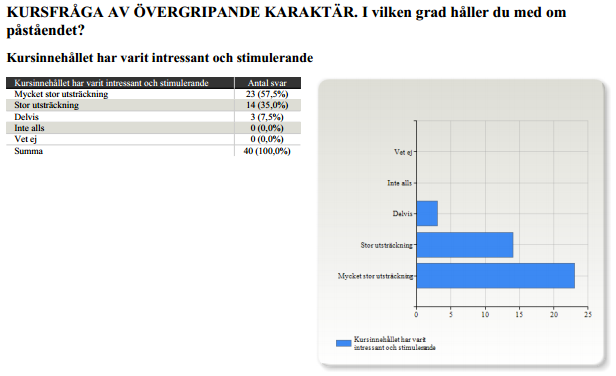 KURSFRÅGA AV ÖVERGRIPANDE KARAKTÄR. I vilken grad håller du med om
påståendet?
Kursinnehållet har varit intressant och stimulerande
Kursinnehållet har varit intressant och stimulerande Antal svar
Mycket stor utsträckning 23 (57,5%)
Stor utsträckning 14 (35,0%)
Delvis 3 (7,5%)
Inte alls 0 (0,0%)
Vet ej 0 (0,0%)
Summa 40 (100,0%)
Vet ej
Inte alls
Delvis
Stor utsträckning
Mycket stor utsträckning
0 5 10 15 20 25
Kursinnehållet har varit
intressant och stimulerande